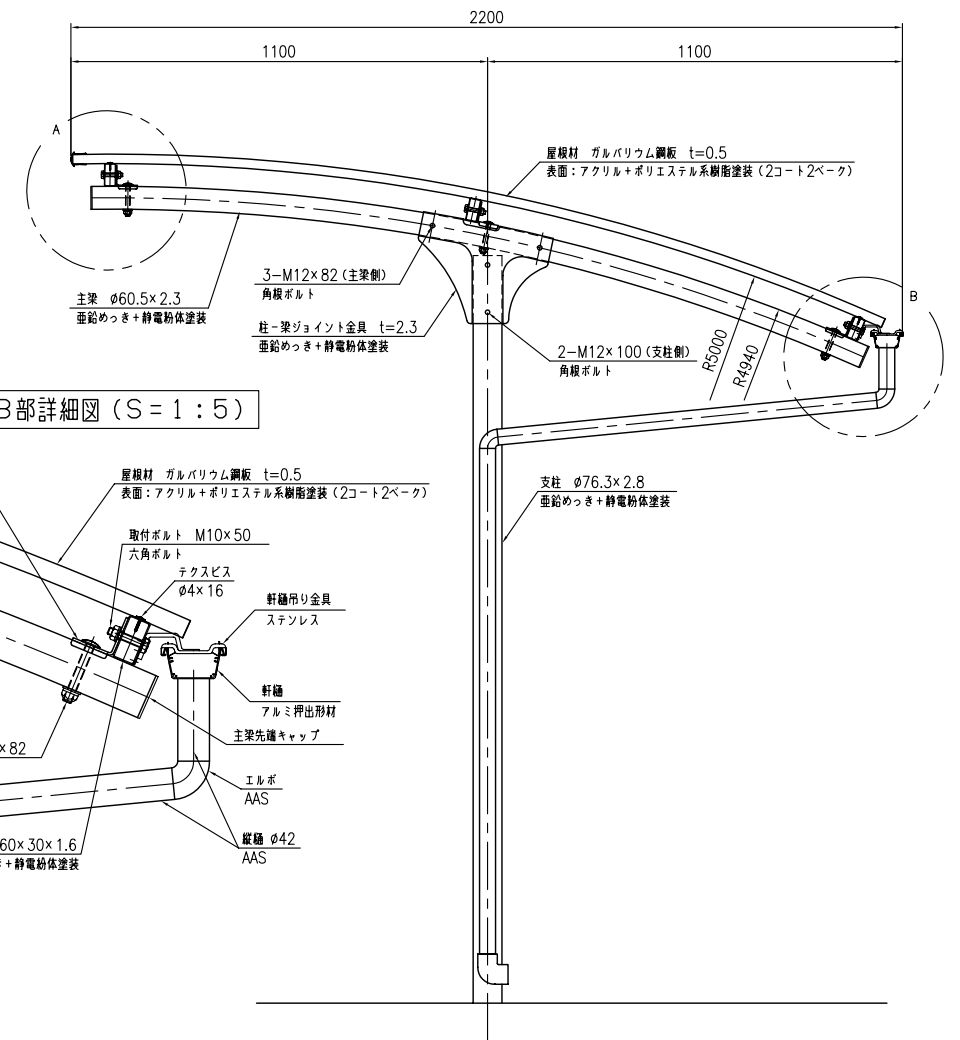 2200
1100
1100
A
屋根材 ガルバリウム鋼板 t=0.5
表面：アクリル+ポリエステル系樹脂塗装（2コート2ベーク）
3-M12×82（主梁側）
角根ボルト
主梁 φ60.5×2.3
亜鉛めっき+静電粉体塗装
柱-梁ジョイント金具 t=2.3
亜鉛めっき+静電粉体塗装
B
2-M12×100（支柱側）
角根ボルト
R5000
R4940
B部詳細図（S=1：5）
屋根材 ガルバリウム鋼板 t=0.5
表面：アクリル+ポリエステル系樹脂塗装（2コート2ベーク）
支柱 φ76.3×2.8
亜鉛めっき+静電粉体塗装
取付ボルト M10×50
六角ボルト
テクスビス
φ4×16
軒樋吊り金具
ステンレス
軒樋
アルミ押出形材
主梁先端キャップ
×82
エルボ
AAS
縦樋 φ42
AAS
60×30×1.6
+静電粉体塗装